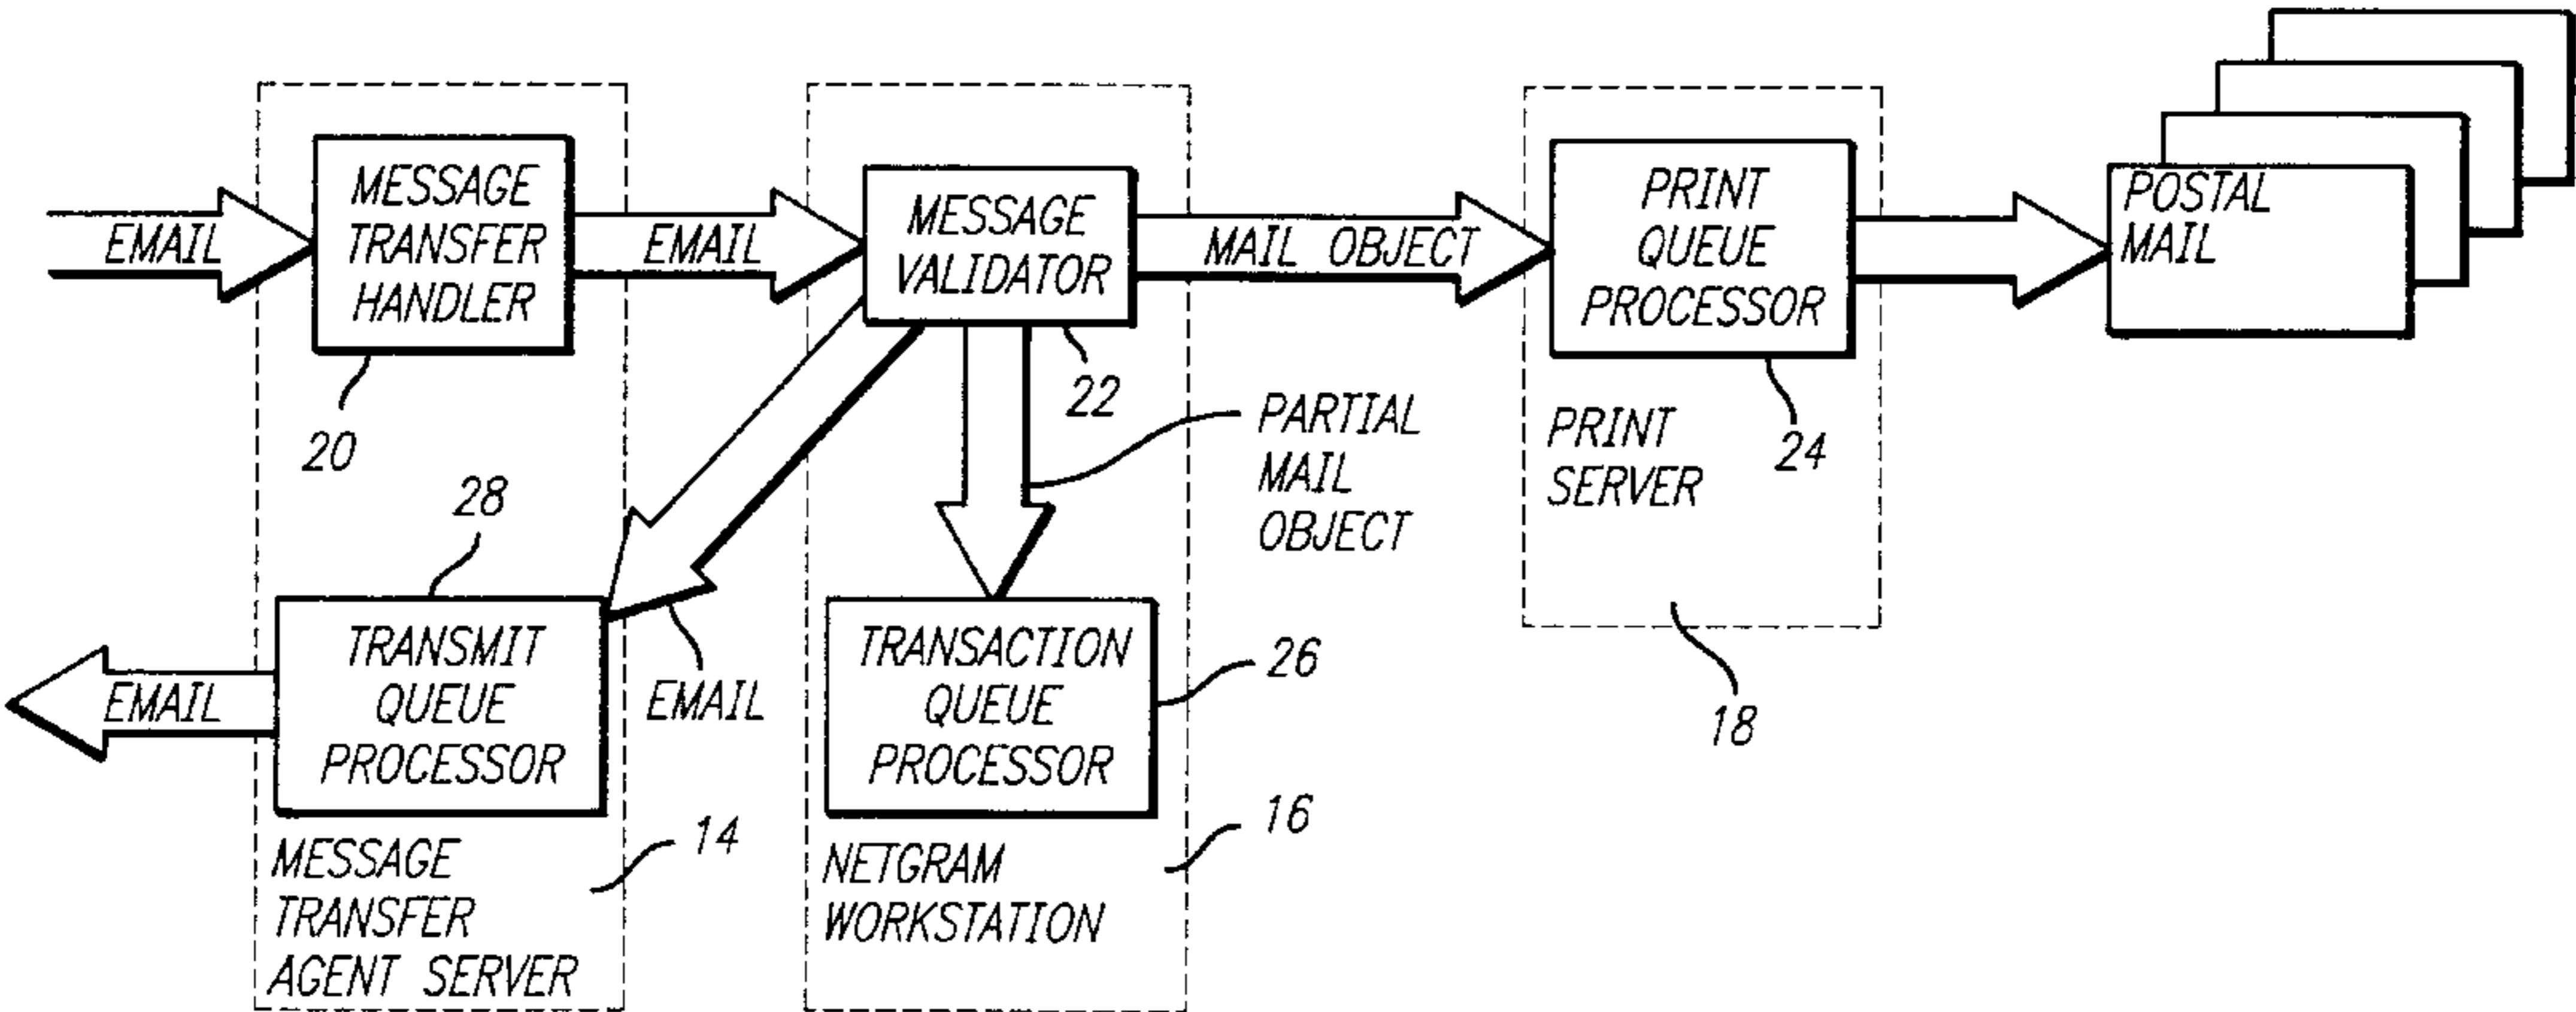 EMAIL
MESSAGE
TRANSFER
HANDLER
20
EMAIL
MESSAGE
VALIDATOR
22
MAIL OBJECT
PRINT
QUEUE
PROCESSOR
24
PRINT
SERVER
18
POSTAL
MAIL
PARTIAL
MAIL
OBJECT
28
TRANSMIT
QUEUE
PROCESSOR
EMAIL
EMAIL
TRANSACTION
QUEUE
PROCESSOR
26
MESSAGE
TRANSFER
AGENT SERVER
14
NETGRAM
WORKSTATION
16